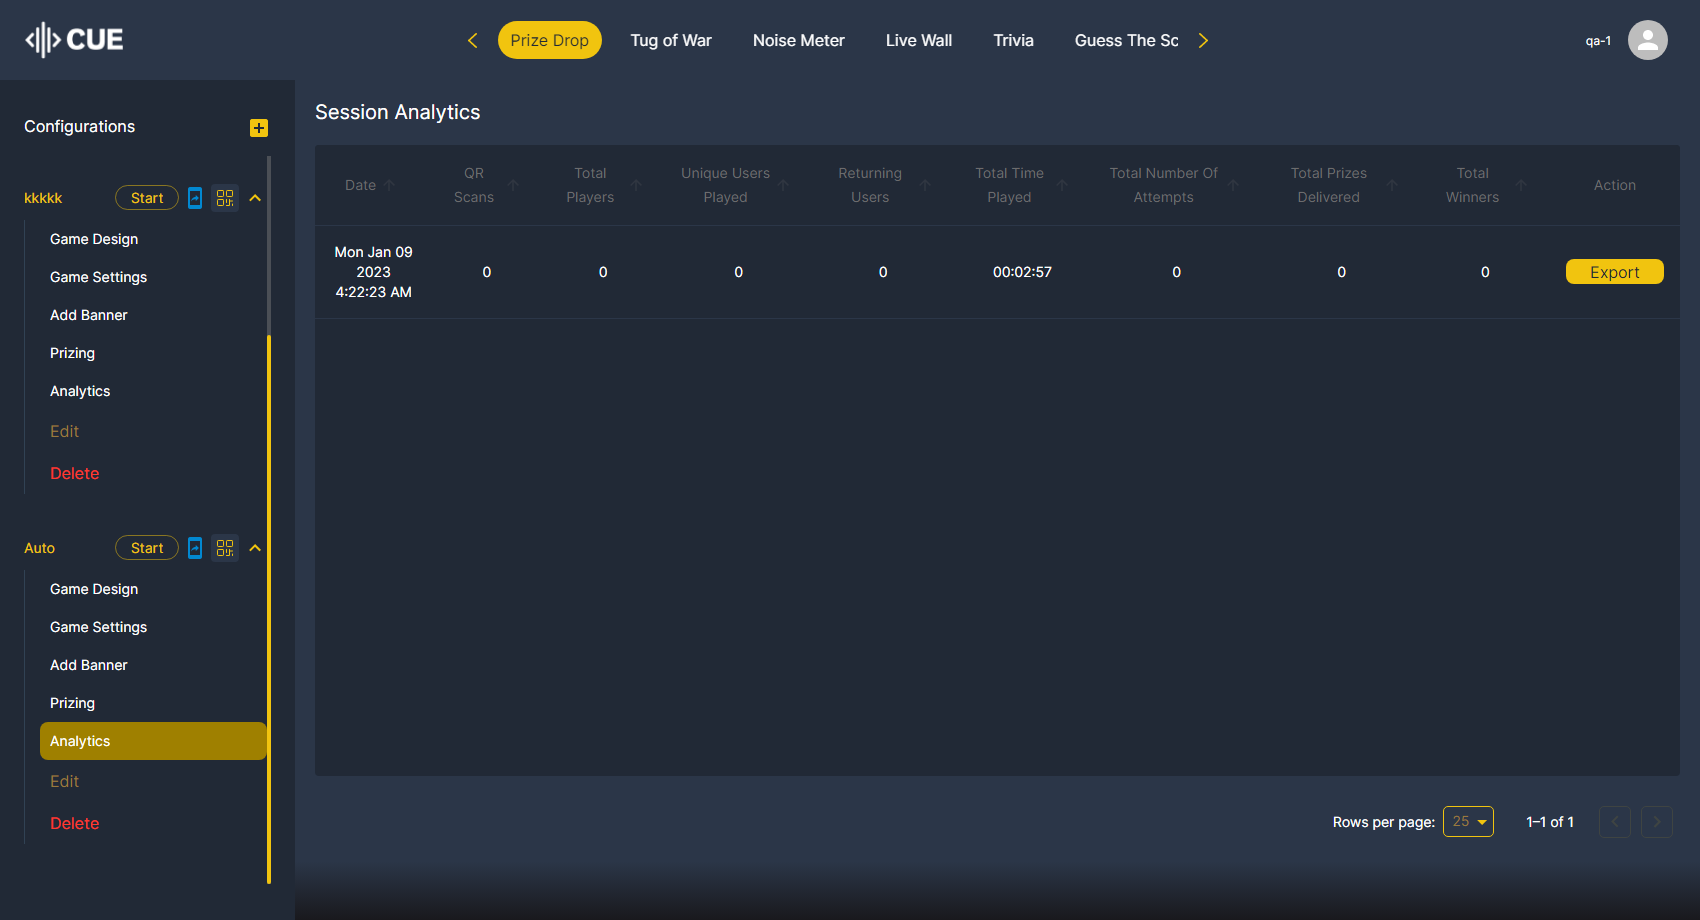 CUE
Prize Drop
Tug of War
Noise Meter
Live Wall
Trivia
Guess The Sc
qa-1
Configurations
kkkkk
Start
Game Design
Game Settings
Add Banner
Prizing
Analytics
Edit
Delete
Auto
Start
Game Design
Game Settings
Add Banner
Prizing
Analytics
Edit
Delete
Session Analytics
Date
QR
Scans
Total
Players
Unique Users
Played
Returning
Users
Total Time
Played
Total Number Of
Attempts
Total Prizes
Delivered
Total
Winners
Action
Mon Jan 09
2023
4:22:23 AM
0
0
0
0
00:02:57
0
0
0
Export
Rows per page:
25
1–1 of 1